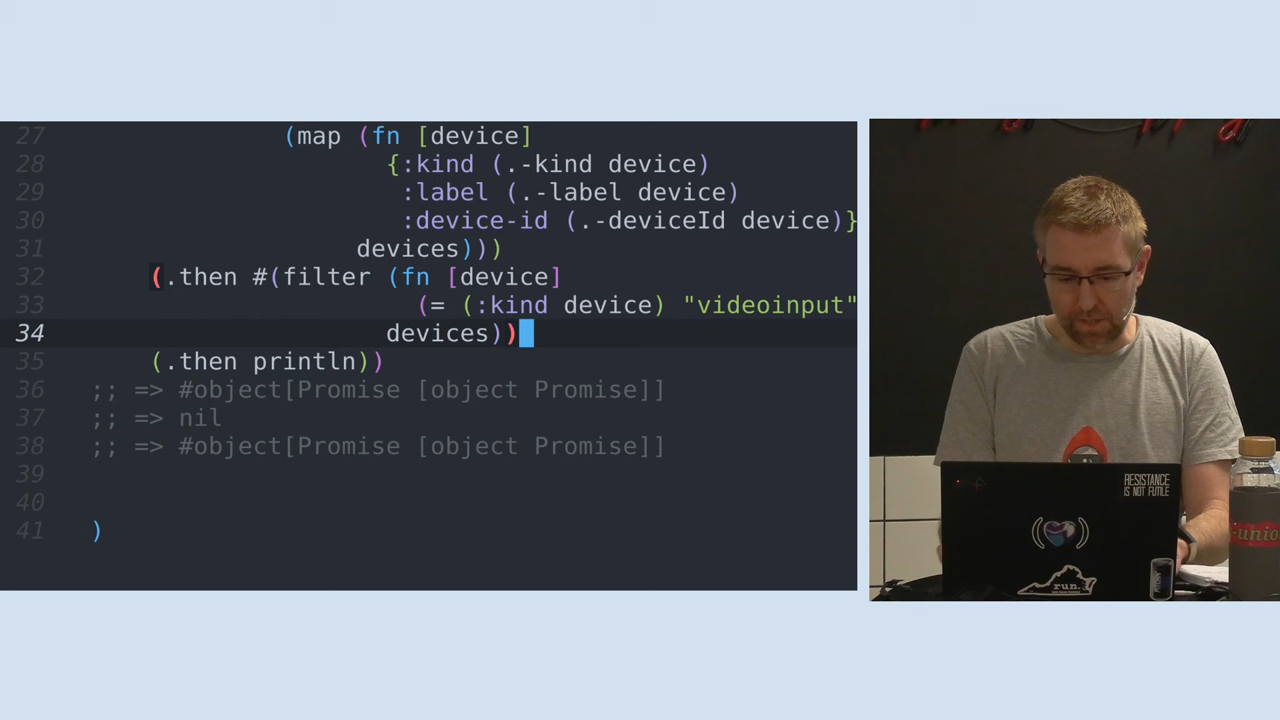 27 (map (fn [device]
28 {:kind (.-kind device)
29 :label (.-label device)
30 :device-id (.-deviceId device)}
31 devices)))
32 (.then #(filter (fn [device]
33 (= (:kind device) "videoinput"
34 devices))
35 (.then println))
36 ;; => #object[Promise [object Promise]]
37 ;; => nil
38 ;; => #object[Promise [object Promise]]
39
40
41 )
RESISTANCE
IS NOT FUTILE
run.
-unio